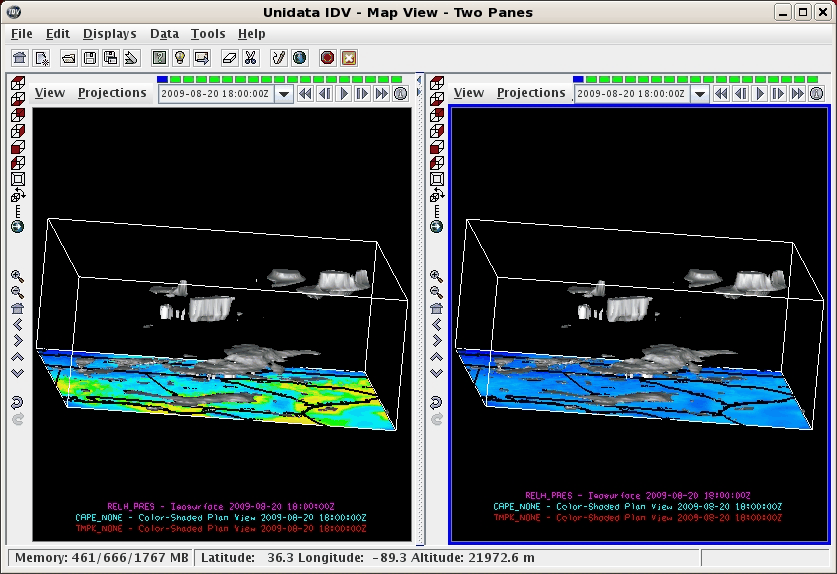 IDV
Unidata IDV - Map View - Two Panes
File Edit Displays Data Tools Help
View Projections 2009-08-20 18:00:00Z
View Projections 2009-08-20 18:00:00Z
RELH_PRES - Isosurface 2009-08-20 18:00:00Z
CAPE_NONE - Color-Shaded Plan View 2009-08-20 18:00:00Z
TMPK_NONE - Color-Shaded Plan View 2009-08-20 18:00:00Z
RELH_PRES - Isosurface 2009-08-20 18:00:00Z
CAPE_NONE - Color-Shaded Plan View 2009-08-20 18:00:00Z
TMPK_NONE - Color-Shaded Plan View 2009-08-20 18:00:00Z
Memory: 461/666/1767 MB Latitude: 36.3 Longitude: -89.3 Altitude: 21972.6 m